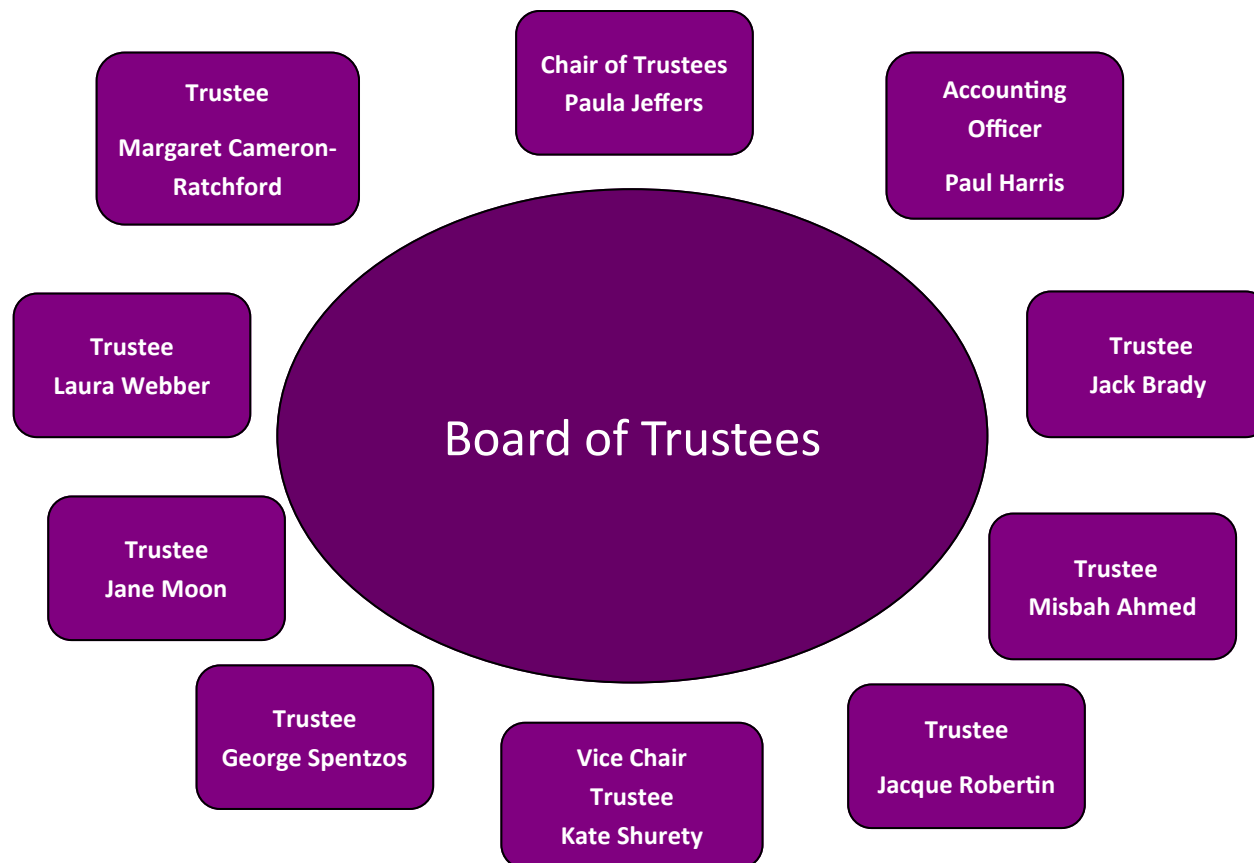 Chair of Trustees
Paula Jeffers
Accounting
Officer
Paul Harris
Trustee
Margaret Cameron-
Ratchford
Trustee
Laura Webber
Trustee
Jack Brady
Board of Trustees
Trustee
Jane Moon
Trustee
Misbah Ahmed
Trustee
George Spentzos
Vice Chair
Trustee
Kate Shurety
Trustee
Jacque Robertin